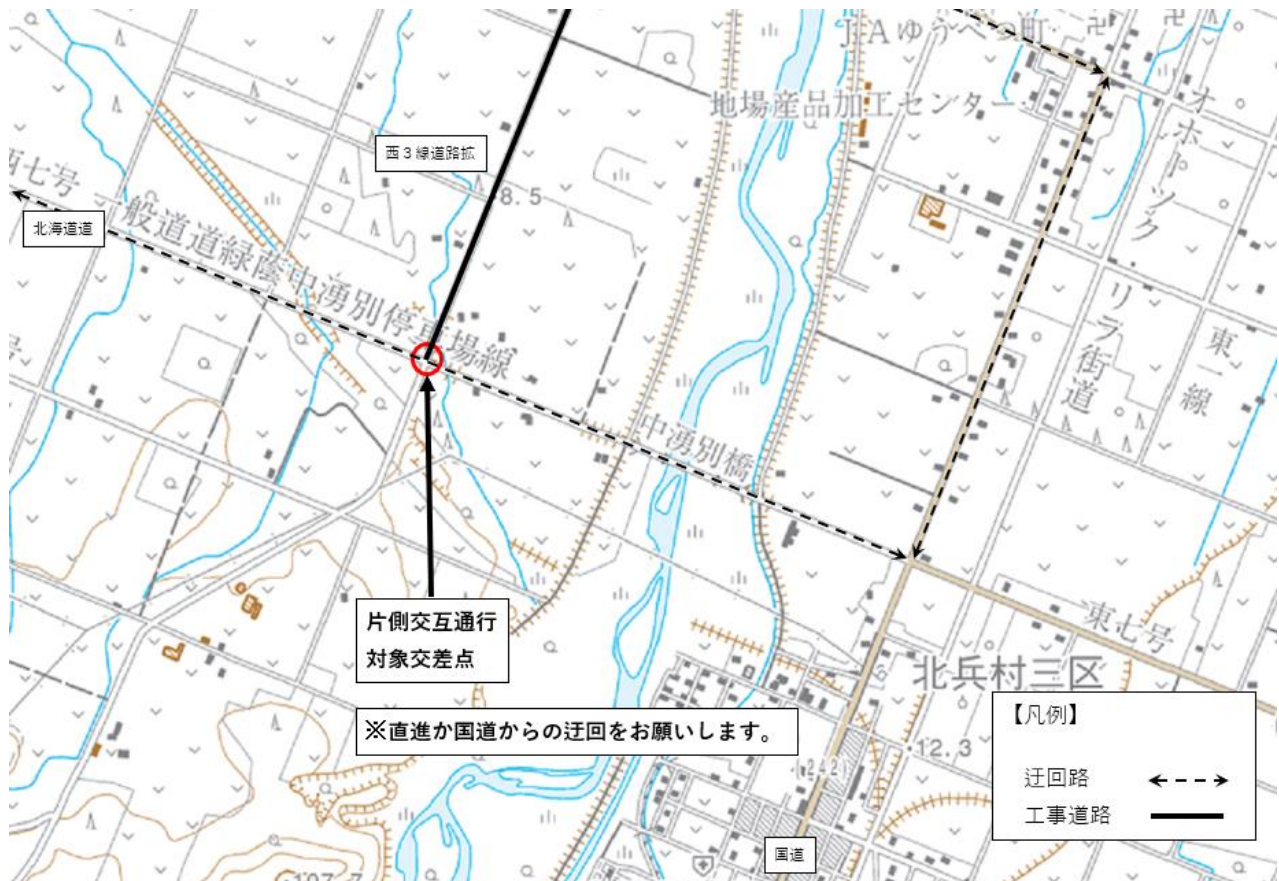 JAゆうべつ町
地場産品加工センター
西3線道路拡
8.5
オホーツク・
リラ街道
東一線
西七号
北海道道
一般道道緑蔭中湧別停車場線
中湧別橋
片側交互通行
対象交差点
東七号
北兵村三区
※直進か国道からの迂回をお願いします。
12.3
(242)
国道
【凡例】
迂回路
工事道路
107.7